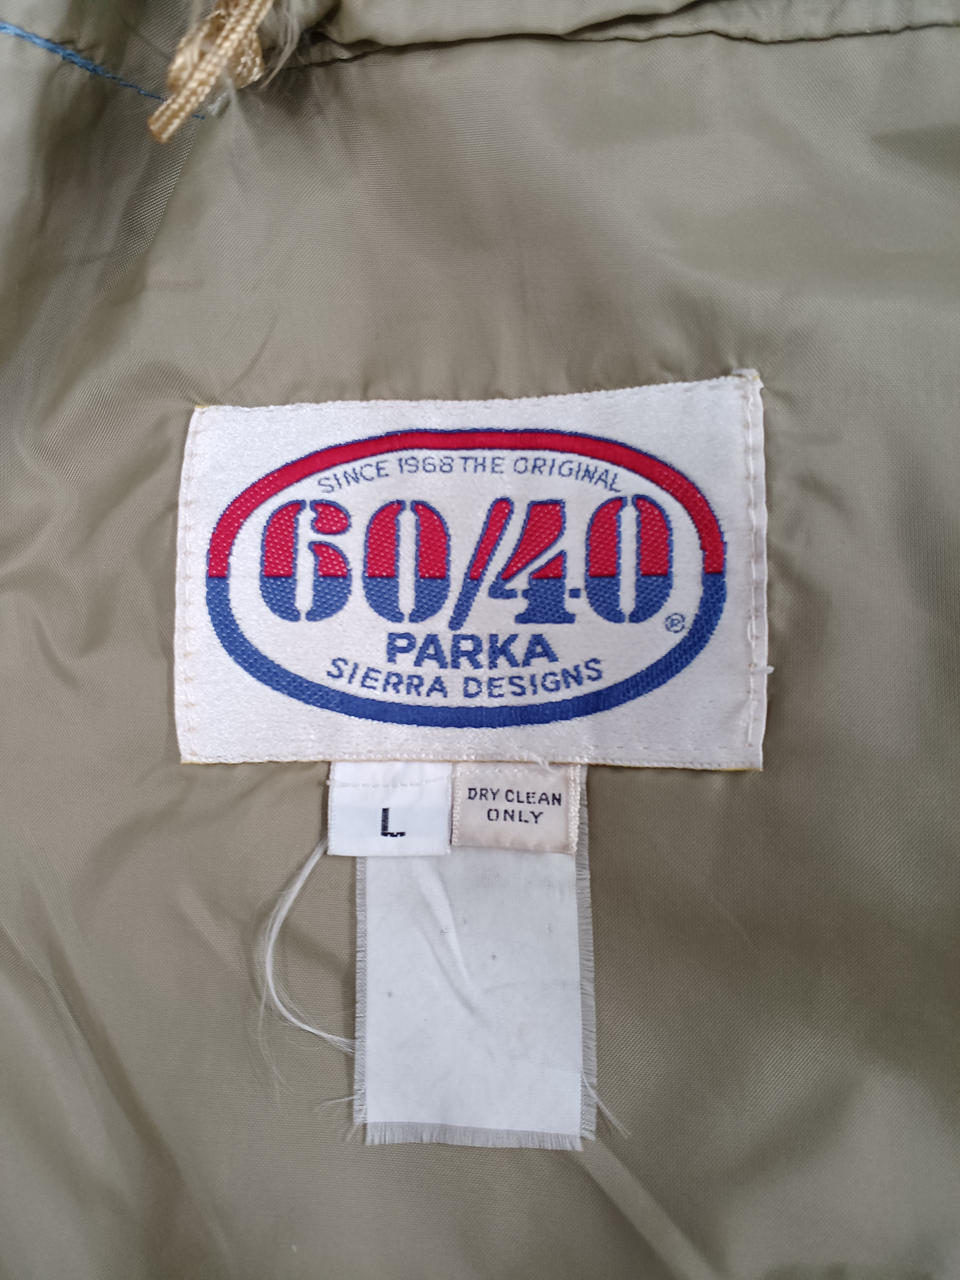 SINCE 1968 THE ORIGINAL
60/40 ®
PARKA
SIERRA DESIGNS
L
DRY CLEAN
ONLY